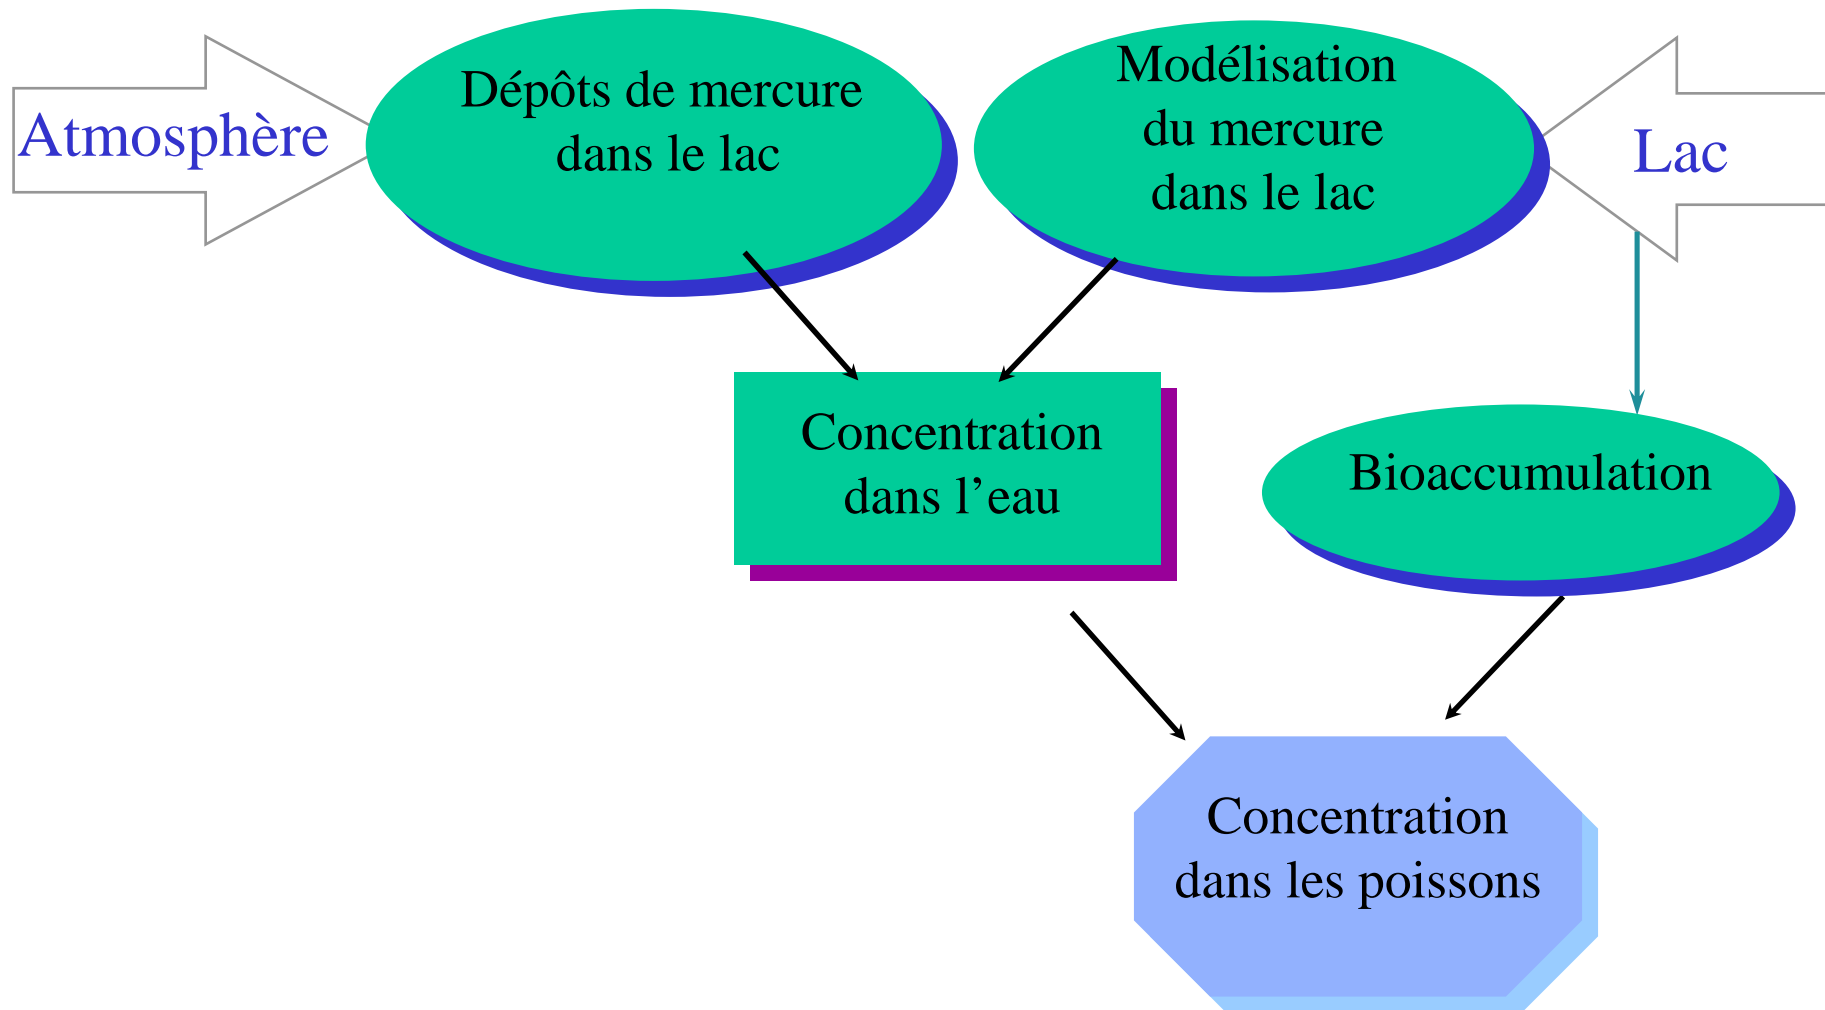 Atmosphère
Dépôts de mercure
dans le lac
Modélisation
du mercure
dans le lac
Lac
Concentration
dans l’eau
Bioaccumulation
Concentration
dans les poissons